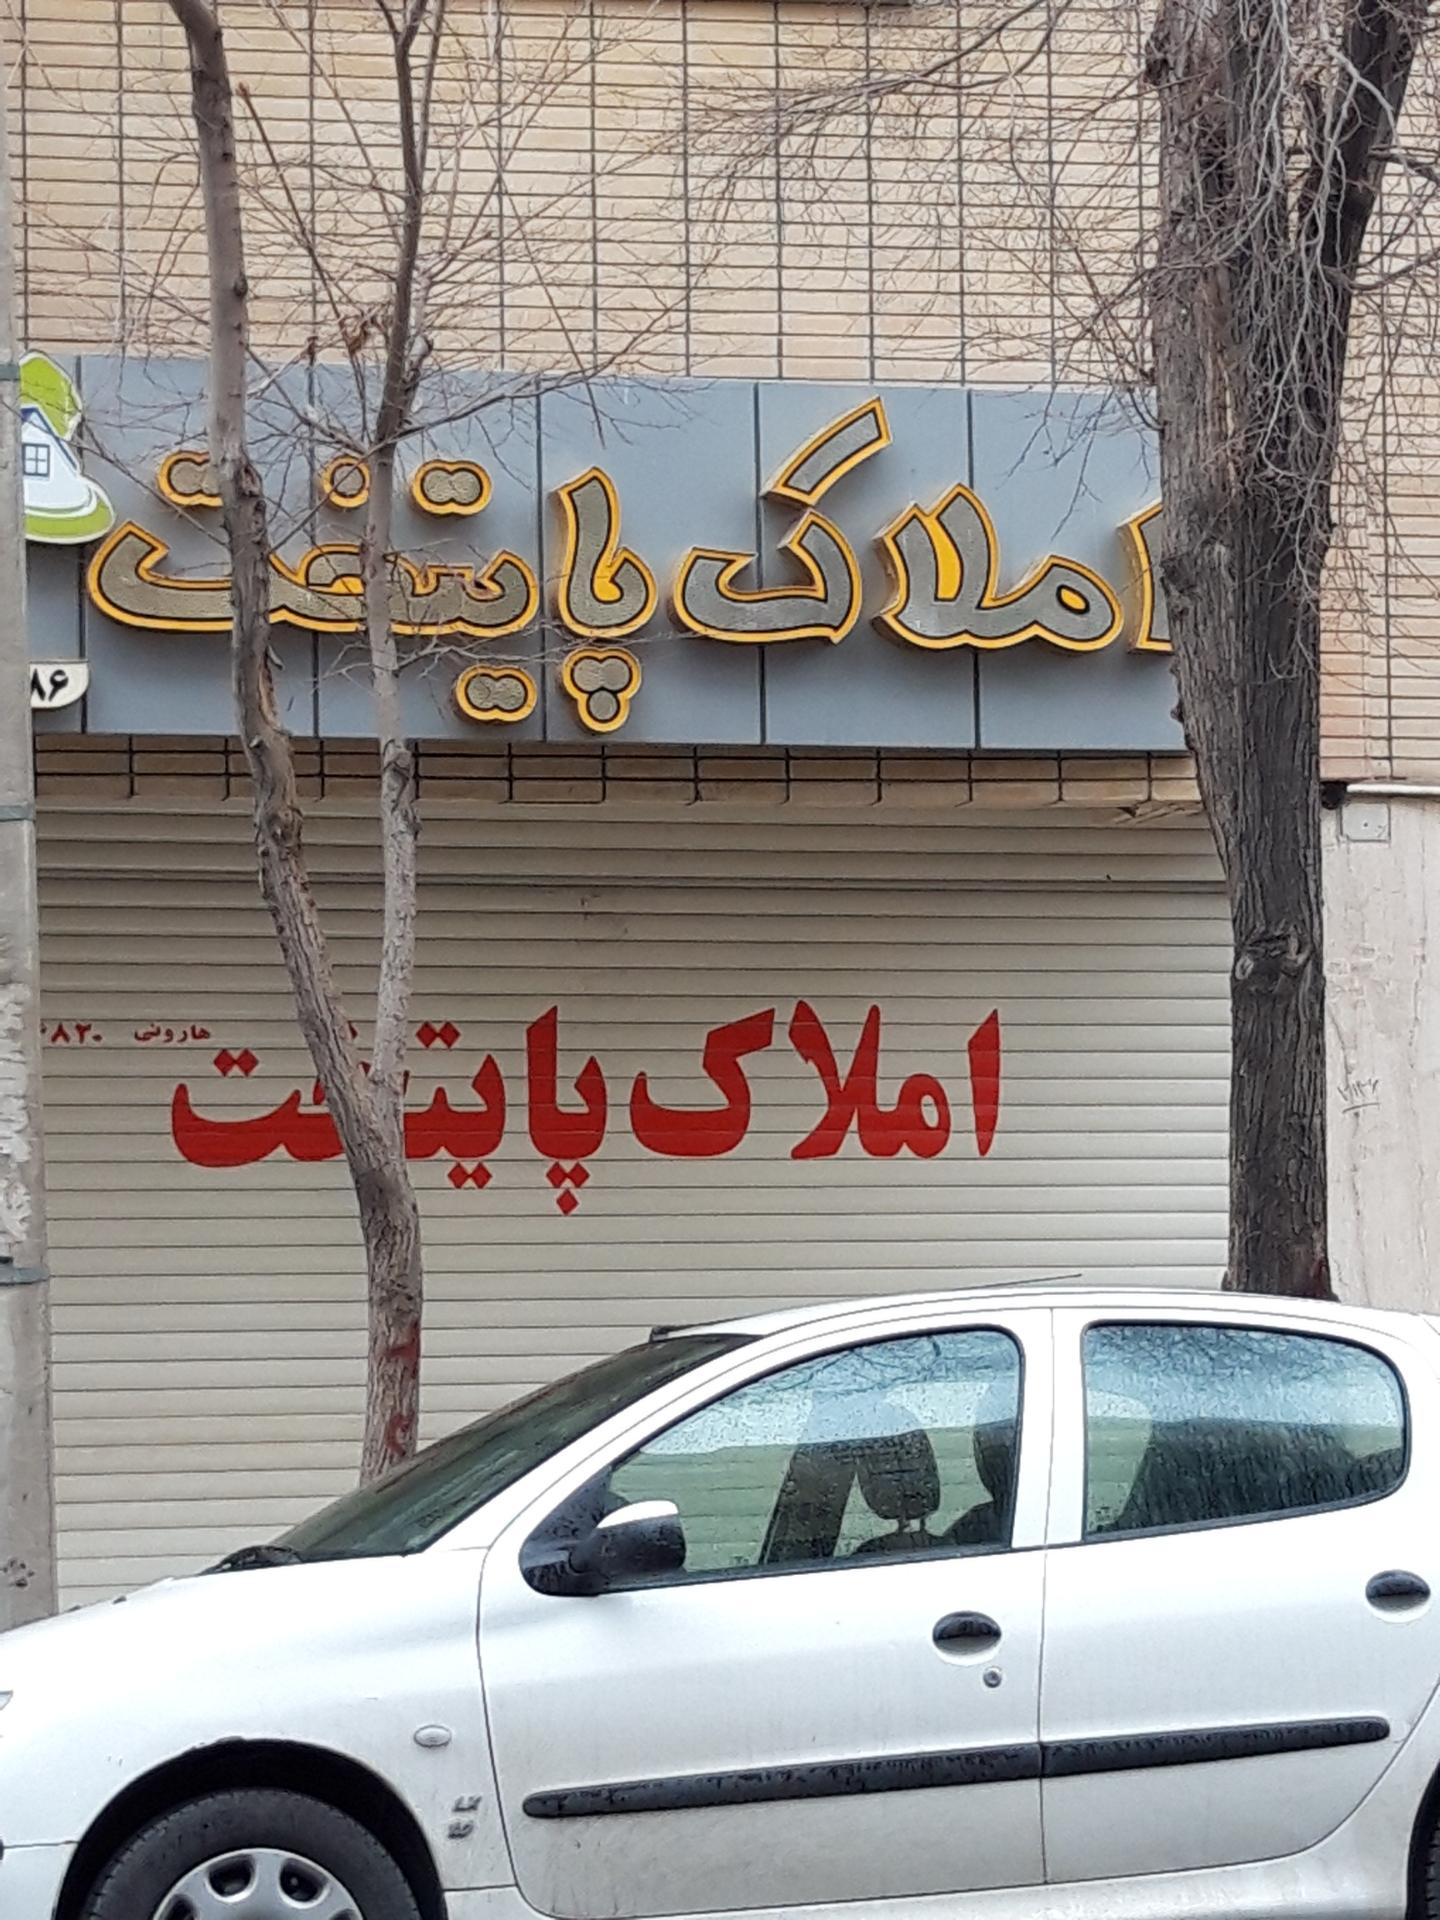 املاک پایتخت
۸۶
هارونی
املاک پایتخت